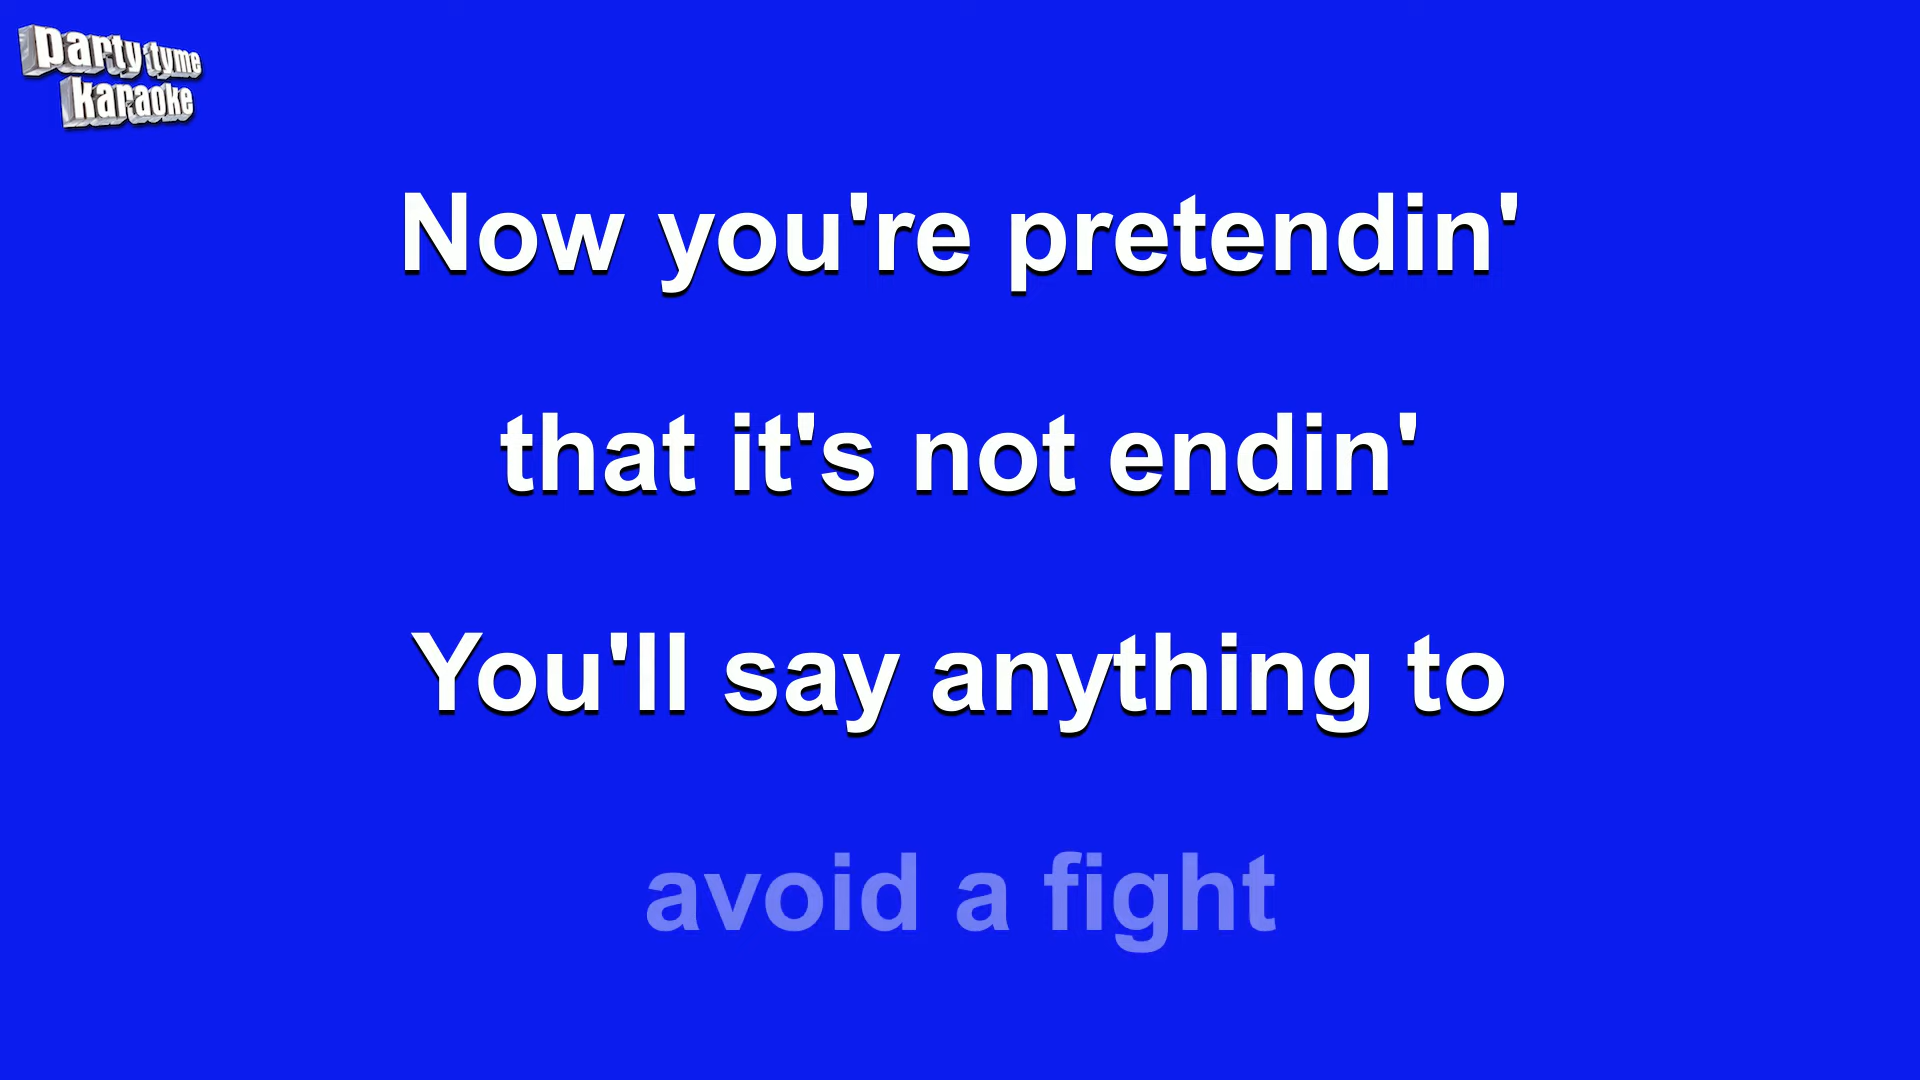 party tyme
karaoke
Now you're pretendin'
that it's not endin'
You'll say anything to
avoid a fight